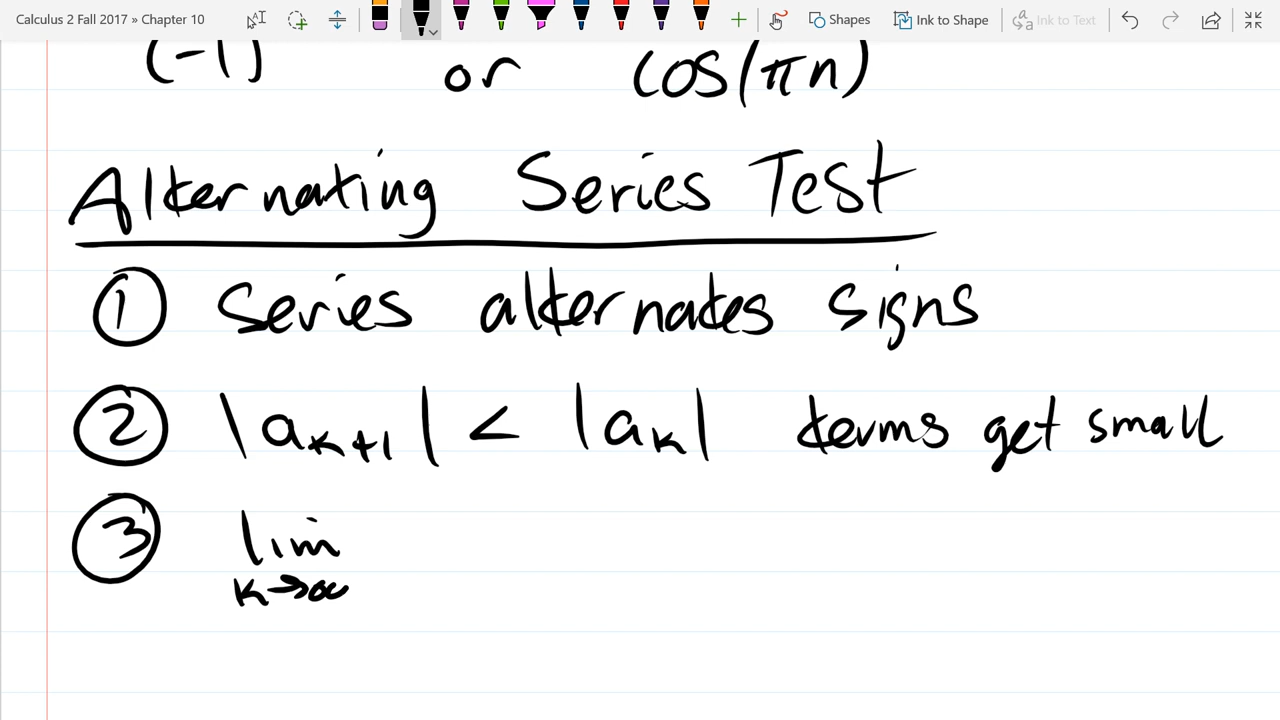 Calculus 2 Fall 2017 » Chapter 10 Shapes Ink to Shape Ink to Text
(-1) or cos(πn)
Alternating Series Test
① series alternates signs
② |aₖ₊₁| < |aₖ| terms get small
③ lim
k→∞